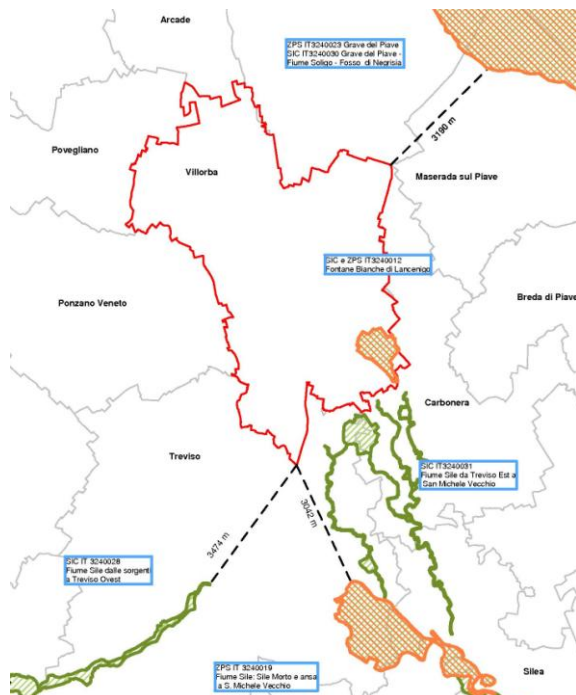 Arcade
ZPS IT3240023 Grave del Piave
SIC IT3240030 Grave del Piave -
Fiume Soligo - Fosso di Negrisia
3190 m
Povegliano
Villorba
Maserada sul Piave
SIC e ZPS IT3240012
Fontane Bianche di Lancenigo
Ponzano Veneto
Breda di Piave
Carbonera
Treviso
SIC IT3240031
Fiume Sile da Treviso Est a
San Michele Vecchio
3474 m
3042 m
SIC IT 3240028
Fiume Sile dalle sorgenti
a Treviso Ovest
ZPS IT 3240019
Fiume Sile: Sile Morto e ansa
a S. Michele Vecchio
Silea